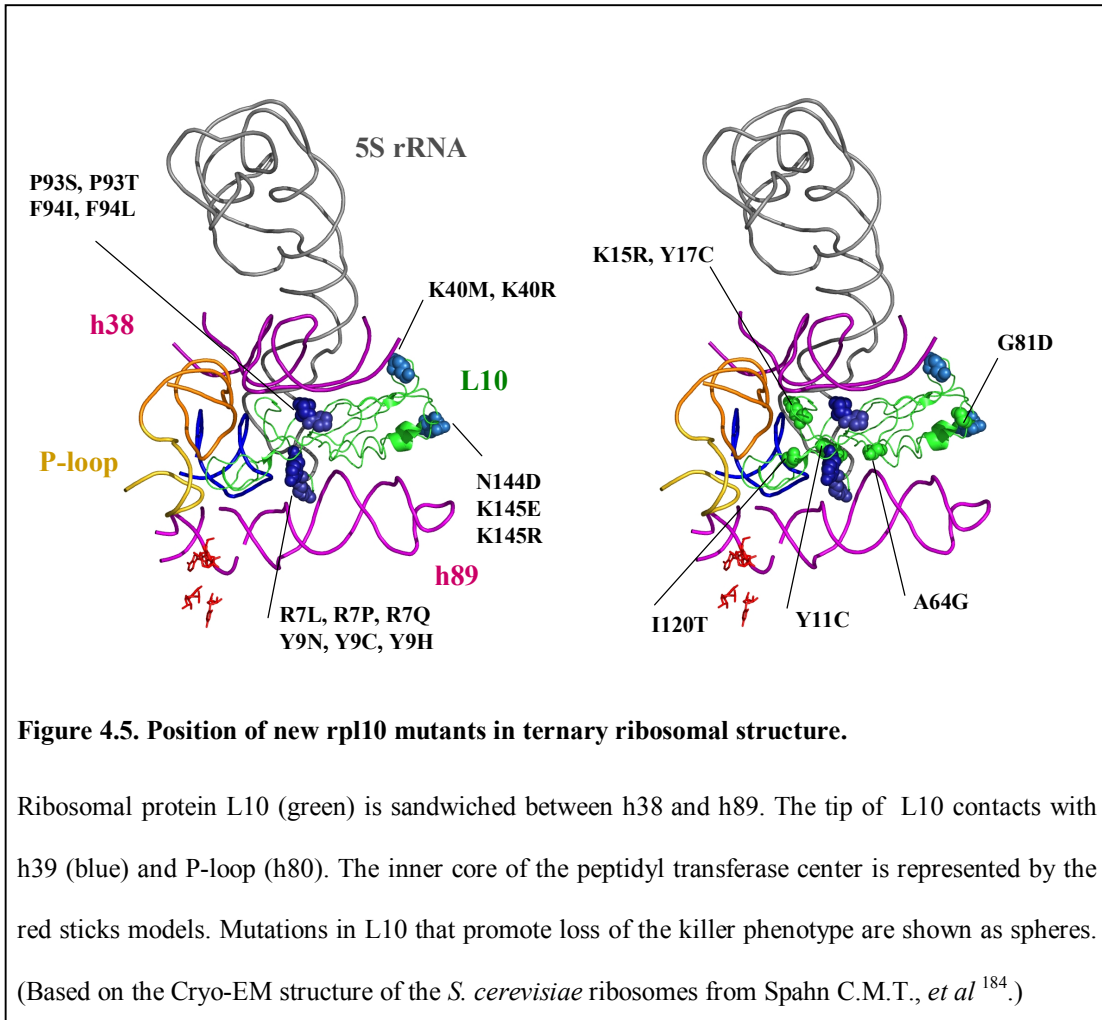 5S rRNA
P93S, P93T
F94I, F94L
K40M, K40R
h38
L10
P-loop
N144D
K145E
K145R
h89
R7L, R7P, R7Q
Y9N, Y9C, Y9H
K15R, Y17C
G81D
A64G
I120T
Y11C
Figure 4.5. Position of new rpl10 mutants in ternary ribosomal structure.
Ribosomal protein L10 (green) is sandwiched between h38 and h89. The tip of L10 contacts with
h39 (blue) and P-loop (h80). The inner core of the peptidyl transferase center is represented by the
red sticks models. Mutations in L10 that promote loss of the killer phenotype are shown as spheres.
(Based on the Cryo-EM structure of the S. cerevisiae ribosomes from Spahn C.M.T., et al 184.)